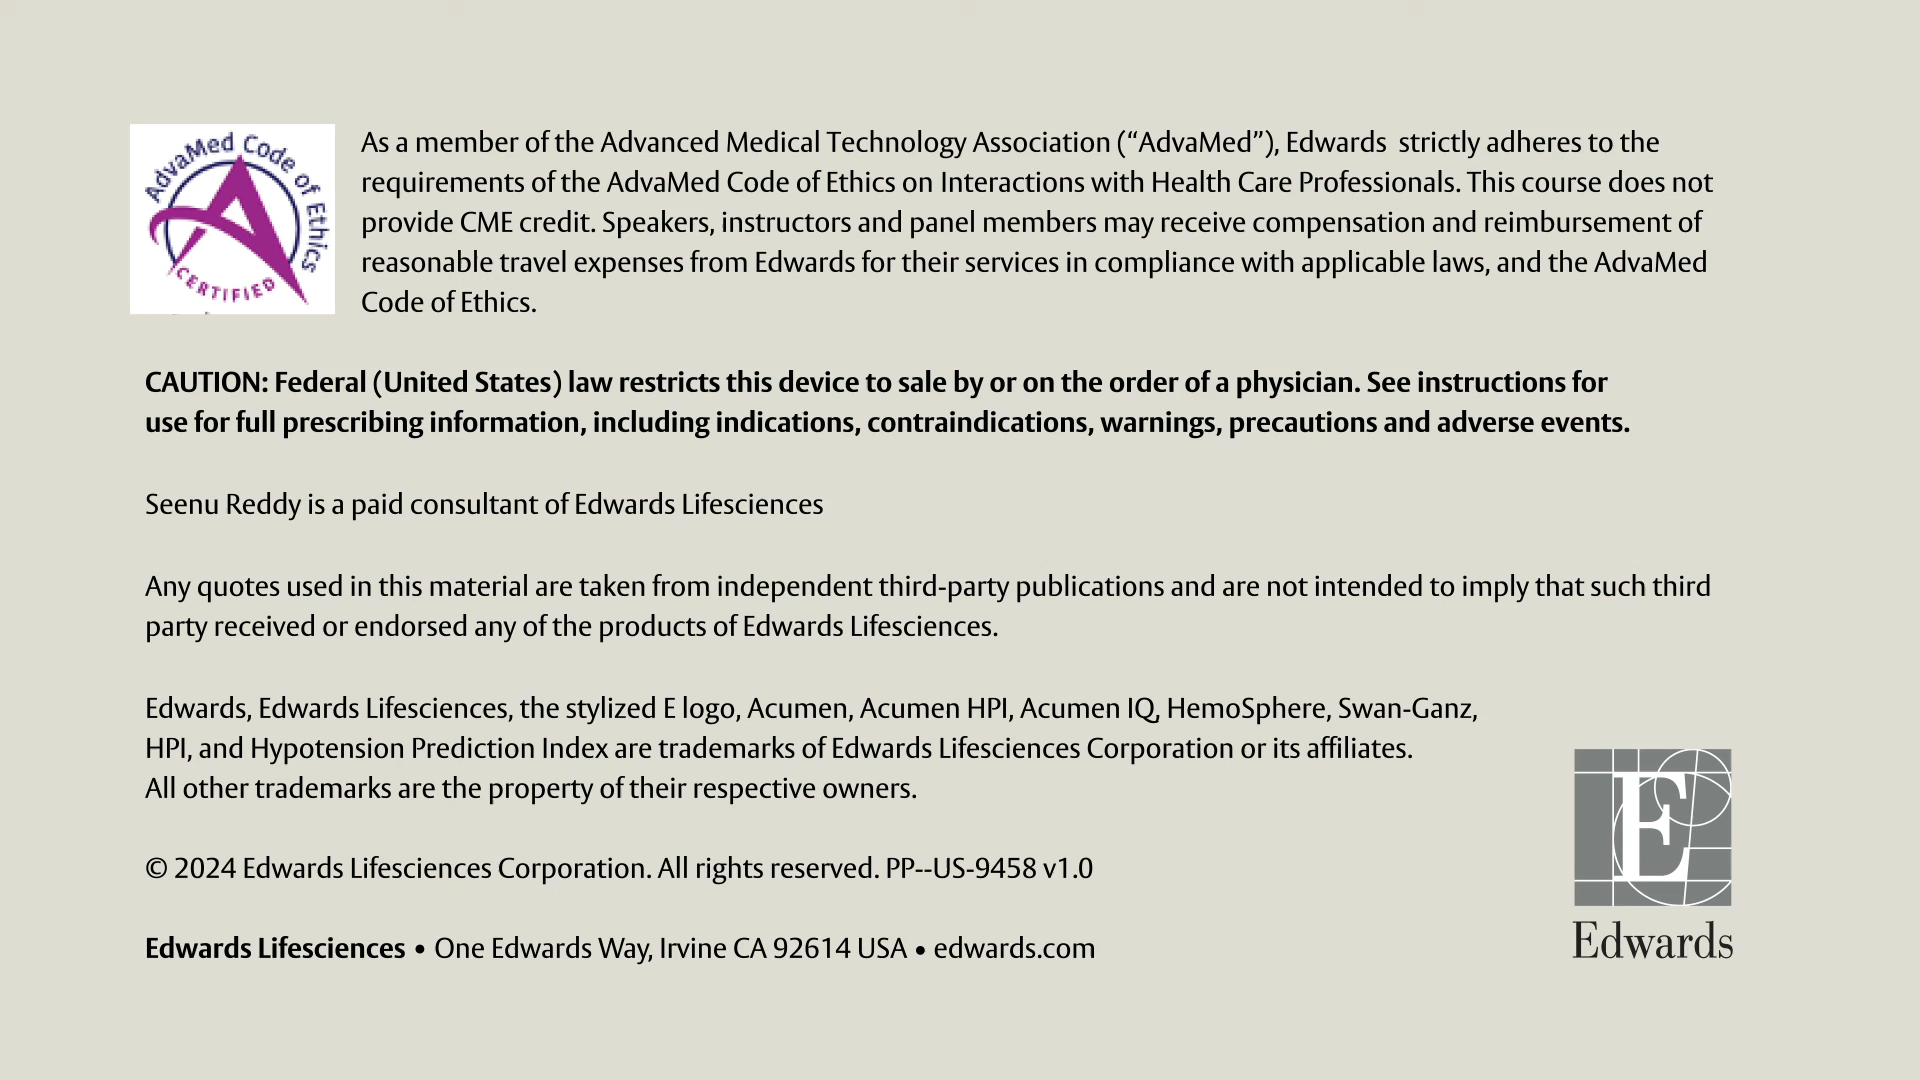 AdvaMed Code of Ethics
CERTIFIED
As a member of the Advanced Medical Technology Association (“AdvaMed”), Edwards  strictly adheres to the
requirements of the AdvaMed Code of Ethics on Interactions with Health Care Professionals. This course does not
provide CME credit. Speakers, instructors and panel members may receive compensation and reimbursement of
reasonable travel expenses from Edwards for their services in compliance with applicable laws, and the AdvaMed
Code of Ethics.
CAUTION: Federal (United States) law restricts this device to sale by or on the order of a physician. See instructions for
use for full prescribing information, including indications, contraindications, warnings, precautions and adverse events.
Seenu Reddy is a paid consultant of Edwards Lifesciences
Any quotes used in this material are taken from independent third-party publications and are not intended to imply that such third
party received or endorsed any of the products of Edwards Lifesciences.
Edwards, Edwards Lifesciences, the stylized E logo, Acumen, Acumen HPI, Acumen IQ, HemoSphere, Swan-Ganz,
HPI, and Hypotension Prediction Index are trademarks of Edwards Lifesciences Corporation or its affiliates.
All other trademarks are the property of their respective owners.
© 2024 Edwards Lifesciences Corporation. All rights reserved. PP--US-9458 v1.0
Edwards Lifesciences • One Edwards Way, Irvine CA 92614 USA • edwards.com
E
Edwards